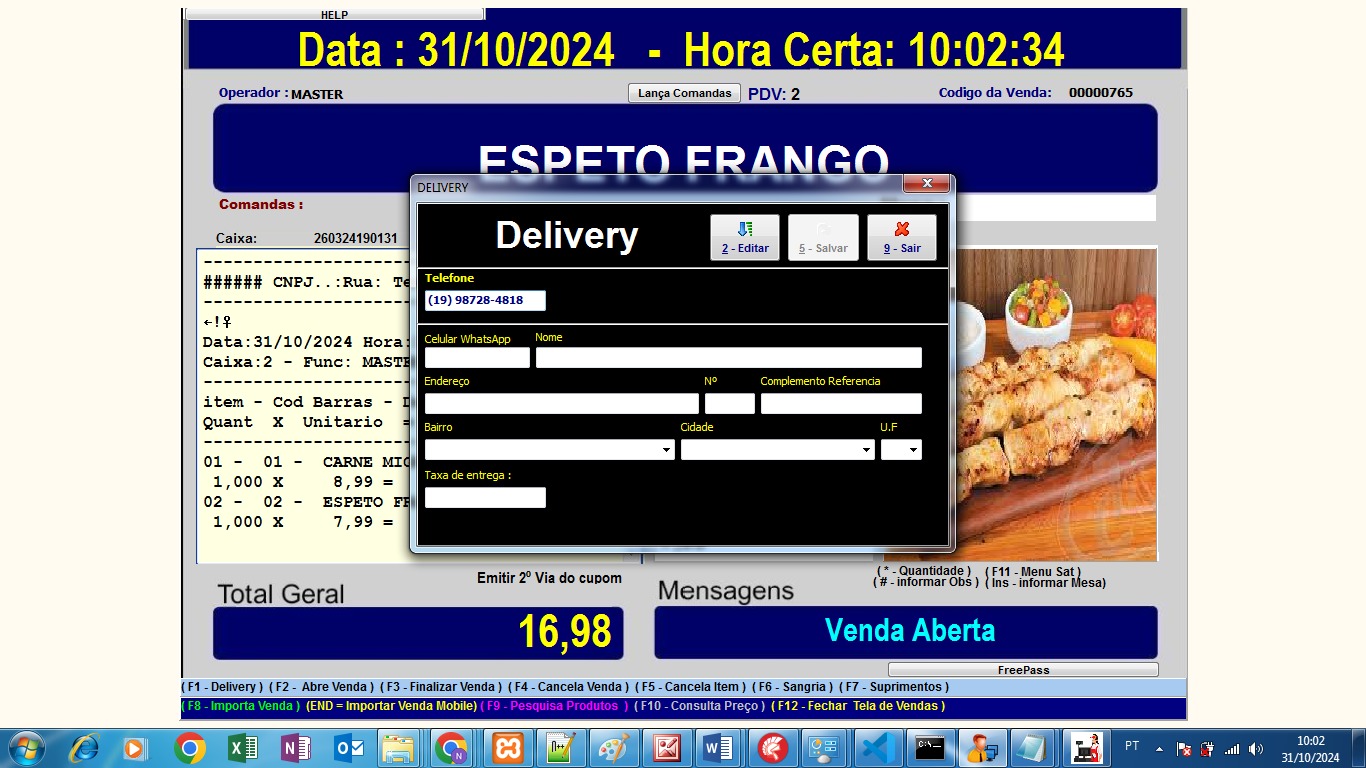 HELP
Data : 31/10/2024 - Hora Certa: 10:02:34
Operador : MASTER
Lança Comandas
PDV: 2
Codigo da Venda: 00000765
ESPETO FRANGO
Comandas :
Caixa: 260324190131
###### CNPJ..:Rua: Te
Data:31/10/2024 Hora:
Caixa:2 - Func: MASTE
item - Cod Barras - D
Quant X Unitario =
01 - 01 - CARNE MIG
1,000 X 8,99 =
02 - 02 - ESPETO FR
1,000 X 7,99 =
DELIVERY
Delivery
2 - Editar
5 - Salvar
9 - Sair
Telefone
(19) 98728-4818
Celular WhatsApp
Nome
Endereço
Nº
Complemento Referencia
Bairro
Cidade
U.F
Taxa de entrega :
Emitir 2º Via do cupom
( * - Quantidade ) ( F11 - Menu Sat )
( # - informar Obs ) ( Ins - informar Mesa)
Total Geral
16,98
Mensagens
Venda Aberta
FreePass
( F1 - Delivery ) ( F2 - Abre Venda ) ( F3 - Finalizar Venda ) ( F4 - Cancela Venda ) ( F5 - Cancela Item ) ( F6 - Sangria ) ( F7 - Suprimentos )
( F8 - Importa Venda ) (END = Importar Venda Mobile) ( F9 - Pesquisa Produtos ) ( F10 - Consulta Preço ) ( F12 - Fechar Tela de Vendas )
PT
10:02
31/10/2024